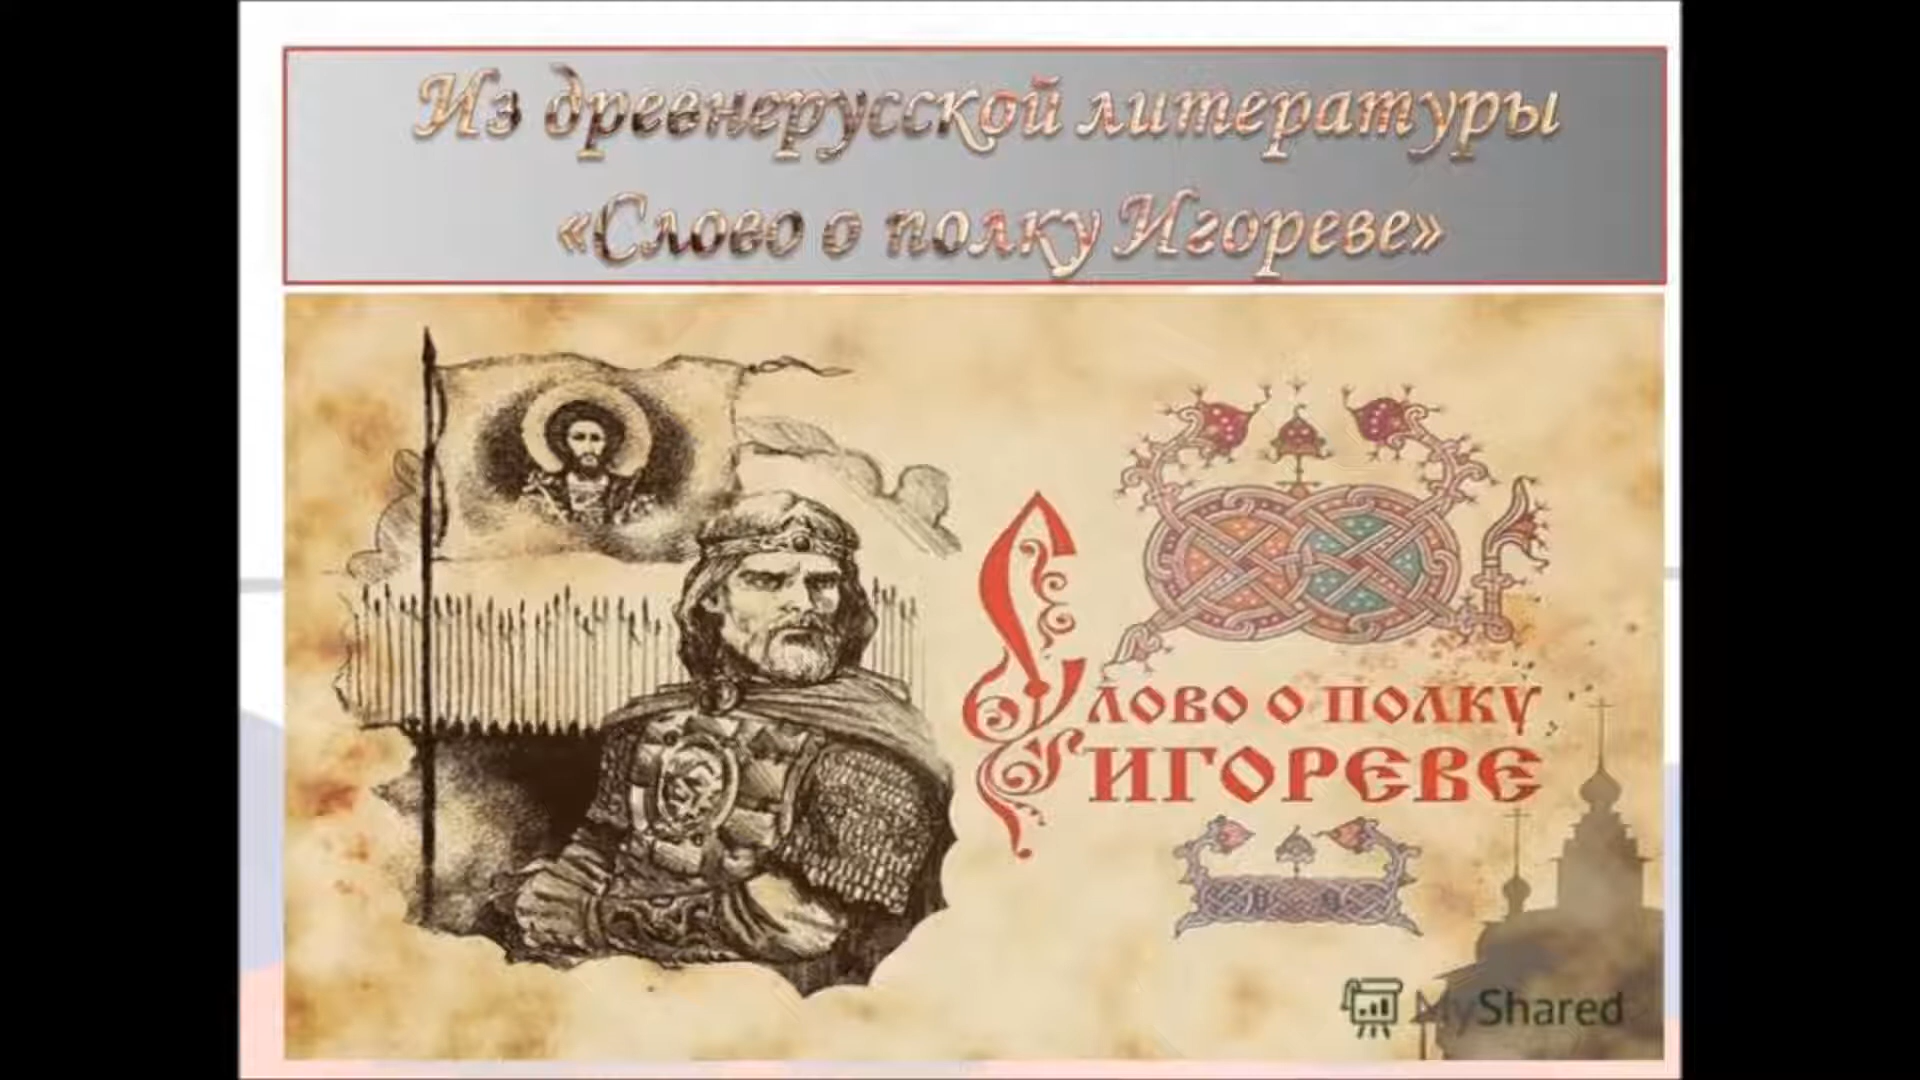 Из древнерусской литературы
«Слово о полку Игореве»
Слово о полку
Игореве
MyShared